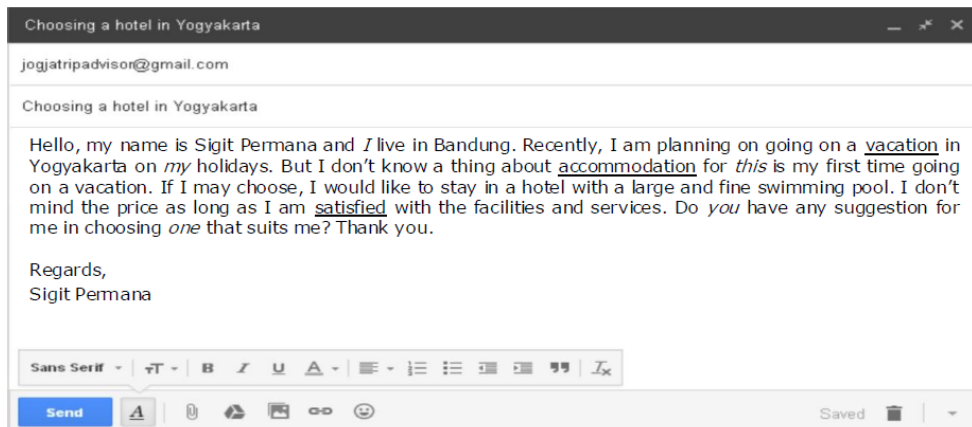 Choosing a hotel in Yogyakarta
jogjatripadvisor@gmail.com
Choosing a hotel in Yogyakarta
Hello, my name is Sigit Permana and I live in Bandung. Recently, I am planning on going on a vacation in
Yogyakarta on my holidays. But I don’t know a thing about accommodation for this is my first time going
on a vacation. If I may choose, I would like to stay in a hotel with a large and fine swimming pool. I don’t
mind the price as long as I am satisfied with the facilities and services. Do you have any suggestion for
me in choosing one that suits me? Thank you.
Regards,
Sigit Permana
Sans Serif
Send
Saved